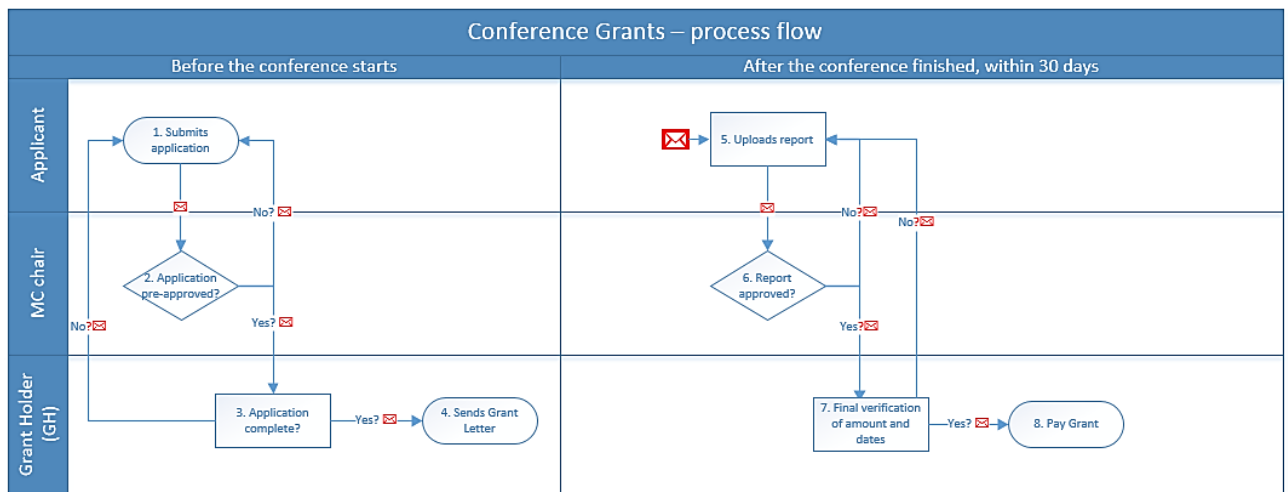 Conference Grants – process flow
Before the conference starts
After the conference finished, within 30 days
Applicant
1. Submits
application
5. Uploads report
No?
No?
No?
MC chair
2. Application
pre-approved?
6. Report
approved?
No?
Yes?
Yes?
Grant Holder
(GH)
3. Application
complete?
Yes?
4. Sends Grant
Letter
7. Final verification
of amount and
dates
Yes?
8. Pay Grant